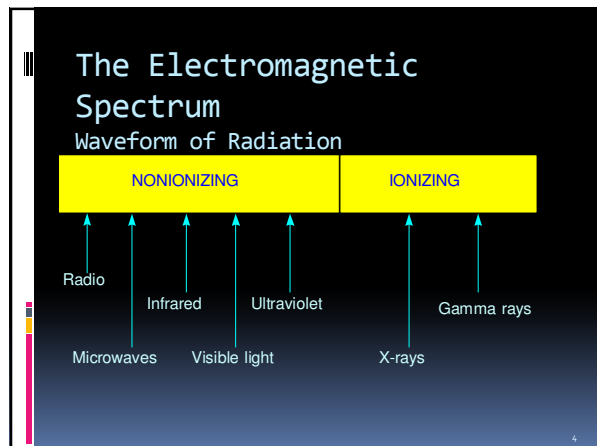 The Electromagnetic
Spectrum
Waveform of Radiation
NONIONIZING IONIZING
Radio
Infrared Ultraviolet Gamma rays
Microwaves Visible light X-rays
4